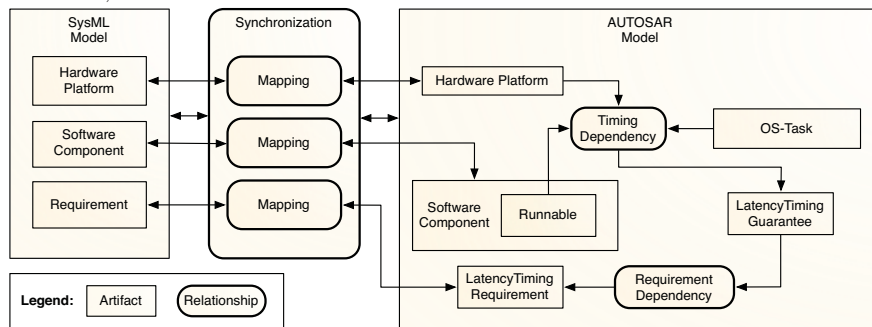 SysML
Model
Hardware
Platform
Software
Component
Requirement
Synchronization
Mapping
Mapping
Mapping
AUTOSAR
Model
Hardware Platform
Timing
Dependency
OS-Task
Software
Component
Runnable
LatencyTiming
Guarantee
LatencyTiming
Requirement
Requirement
Dependency
Legend:
Artifact
Relationship